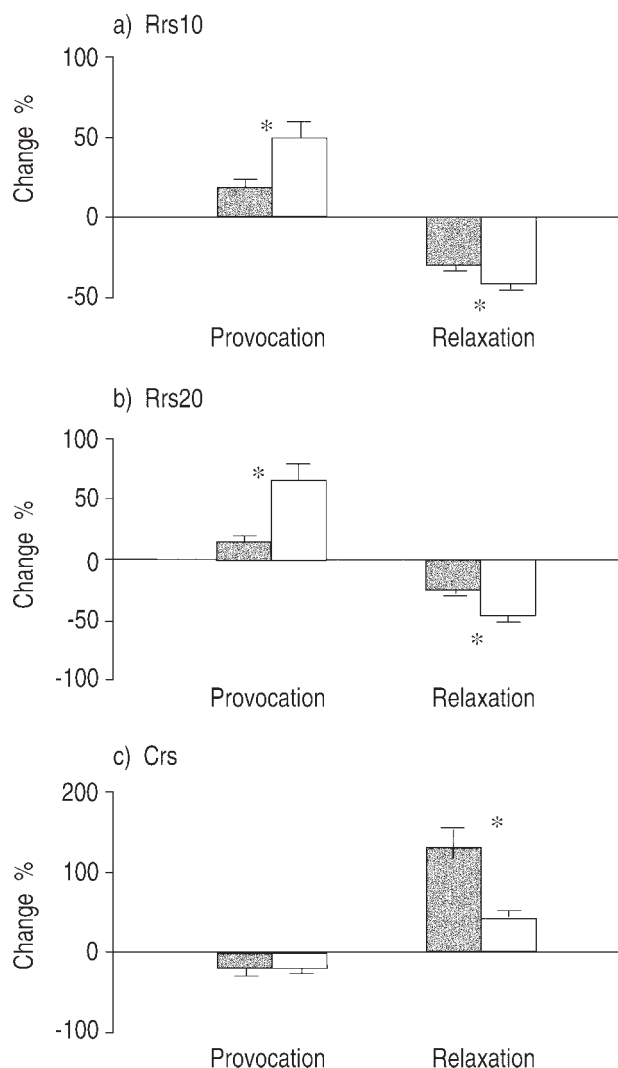 a) Rrs10
100
50
0
-50
Change %
*
*
Provocation Relaxation
b) Rrs20
100
50
0
-50
-100
Change %
*
*
Provocation Relaxation
c) Crs
200
100
0
-100
Change %
*
Provocation Relaxation